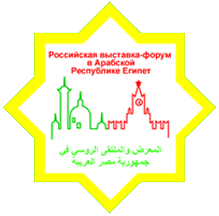 Российская выставка-форум
в Арабской
Республике Египет
المعرض والملتقى الروسي في
جمهورية مصر العربية